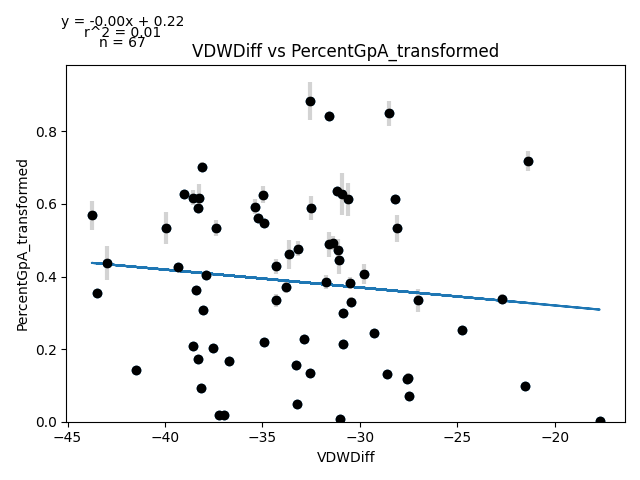 y = -0.00x + 0.22
r^2 = 0.01
n = 67
VDWDiff vs PercentGpA_transformed
PercentGpA_transformed
0.8
0.6
0.4
0.2
0.0
−45
−40
−35
−30
−25
−20
VDWDiff